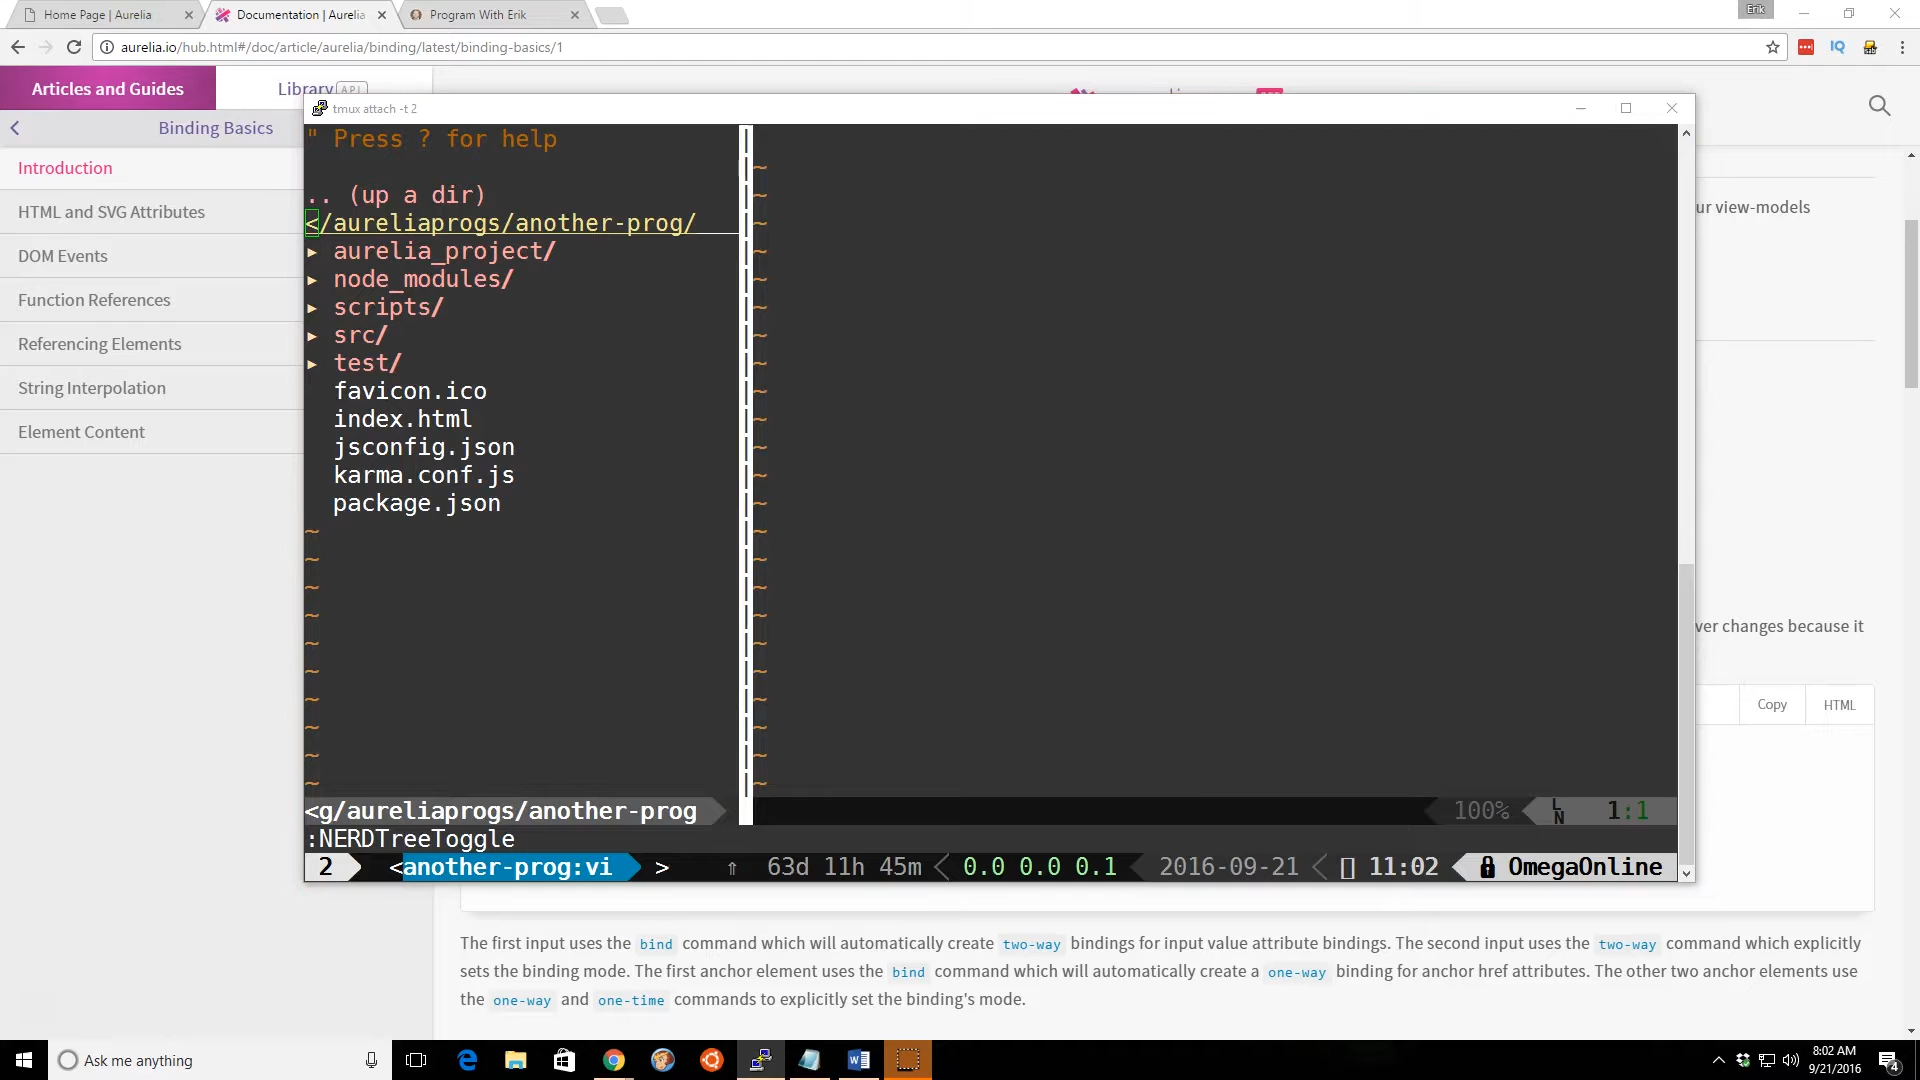 Home Page | Aurelia
Documentation | Aurelia
Program With Erik
Erik
aurelia.io/hub.html#/doc/article/aurelia/binding/latest/binding-basics/1
IQ
Articles and Guides
Library API
Binding Basics
Introduction
HTML and SVG Attributes
DOM Events
Function References
Referencing Elements
String Interpolation
Element Content
tmux attach -t 2
" Press ? for help
.. (up a dir)
</aureliaprogs/another-prog/
▸ aurelia_project/
▸ node_modules/
▸ scripts/
▸ src/
▸ test/
favicon.ico
index.html
jsconfig.json
karma.conf.js
package.json
<g/aureliaprogs/another-prog
100% LN 1:1
:NERDTreeToggle
2 <another-prog:vi > ⇑ 63d 11h 45m 0.0 0.0 0.1 2016-09-21 11:02 OmegaOnline
ur view-models
ver changes because it
Copy HTML
The first input uses the bind command which will automatically create two-way bindings for input value attribute bindings. The second input uses the two-way command which explicitly
sets the binding mode. The first anchor element uses the bind command which will automatically create a one-way binding for anchor href attributes. The other two anchor elements use
the one-way and one-time commands to explicitly set the binding's mode.
Ask me anything
8:02 AM
9/21/2016
4